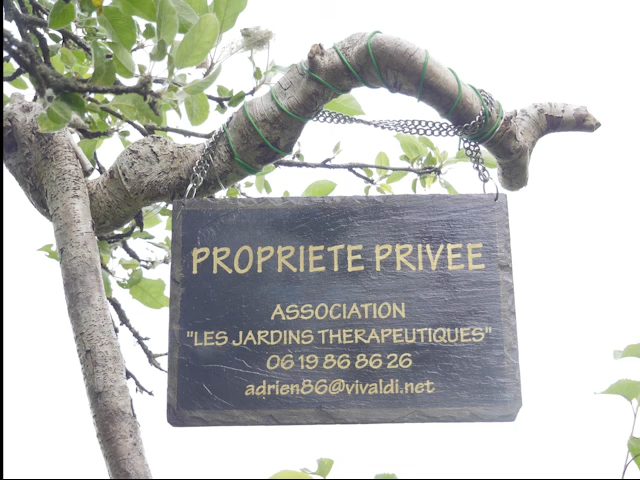 PROPRIETE PRIVEE
ASSOCIATION
"LES JARDINS THERAPEUTIQUES"
06 19 86 86 26
adrien86@vivaldi.net